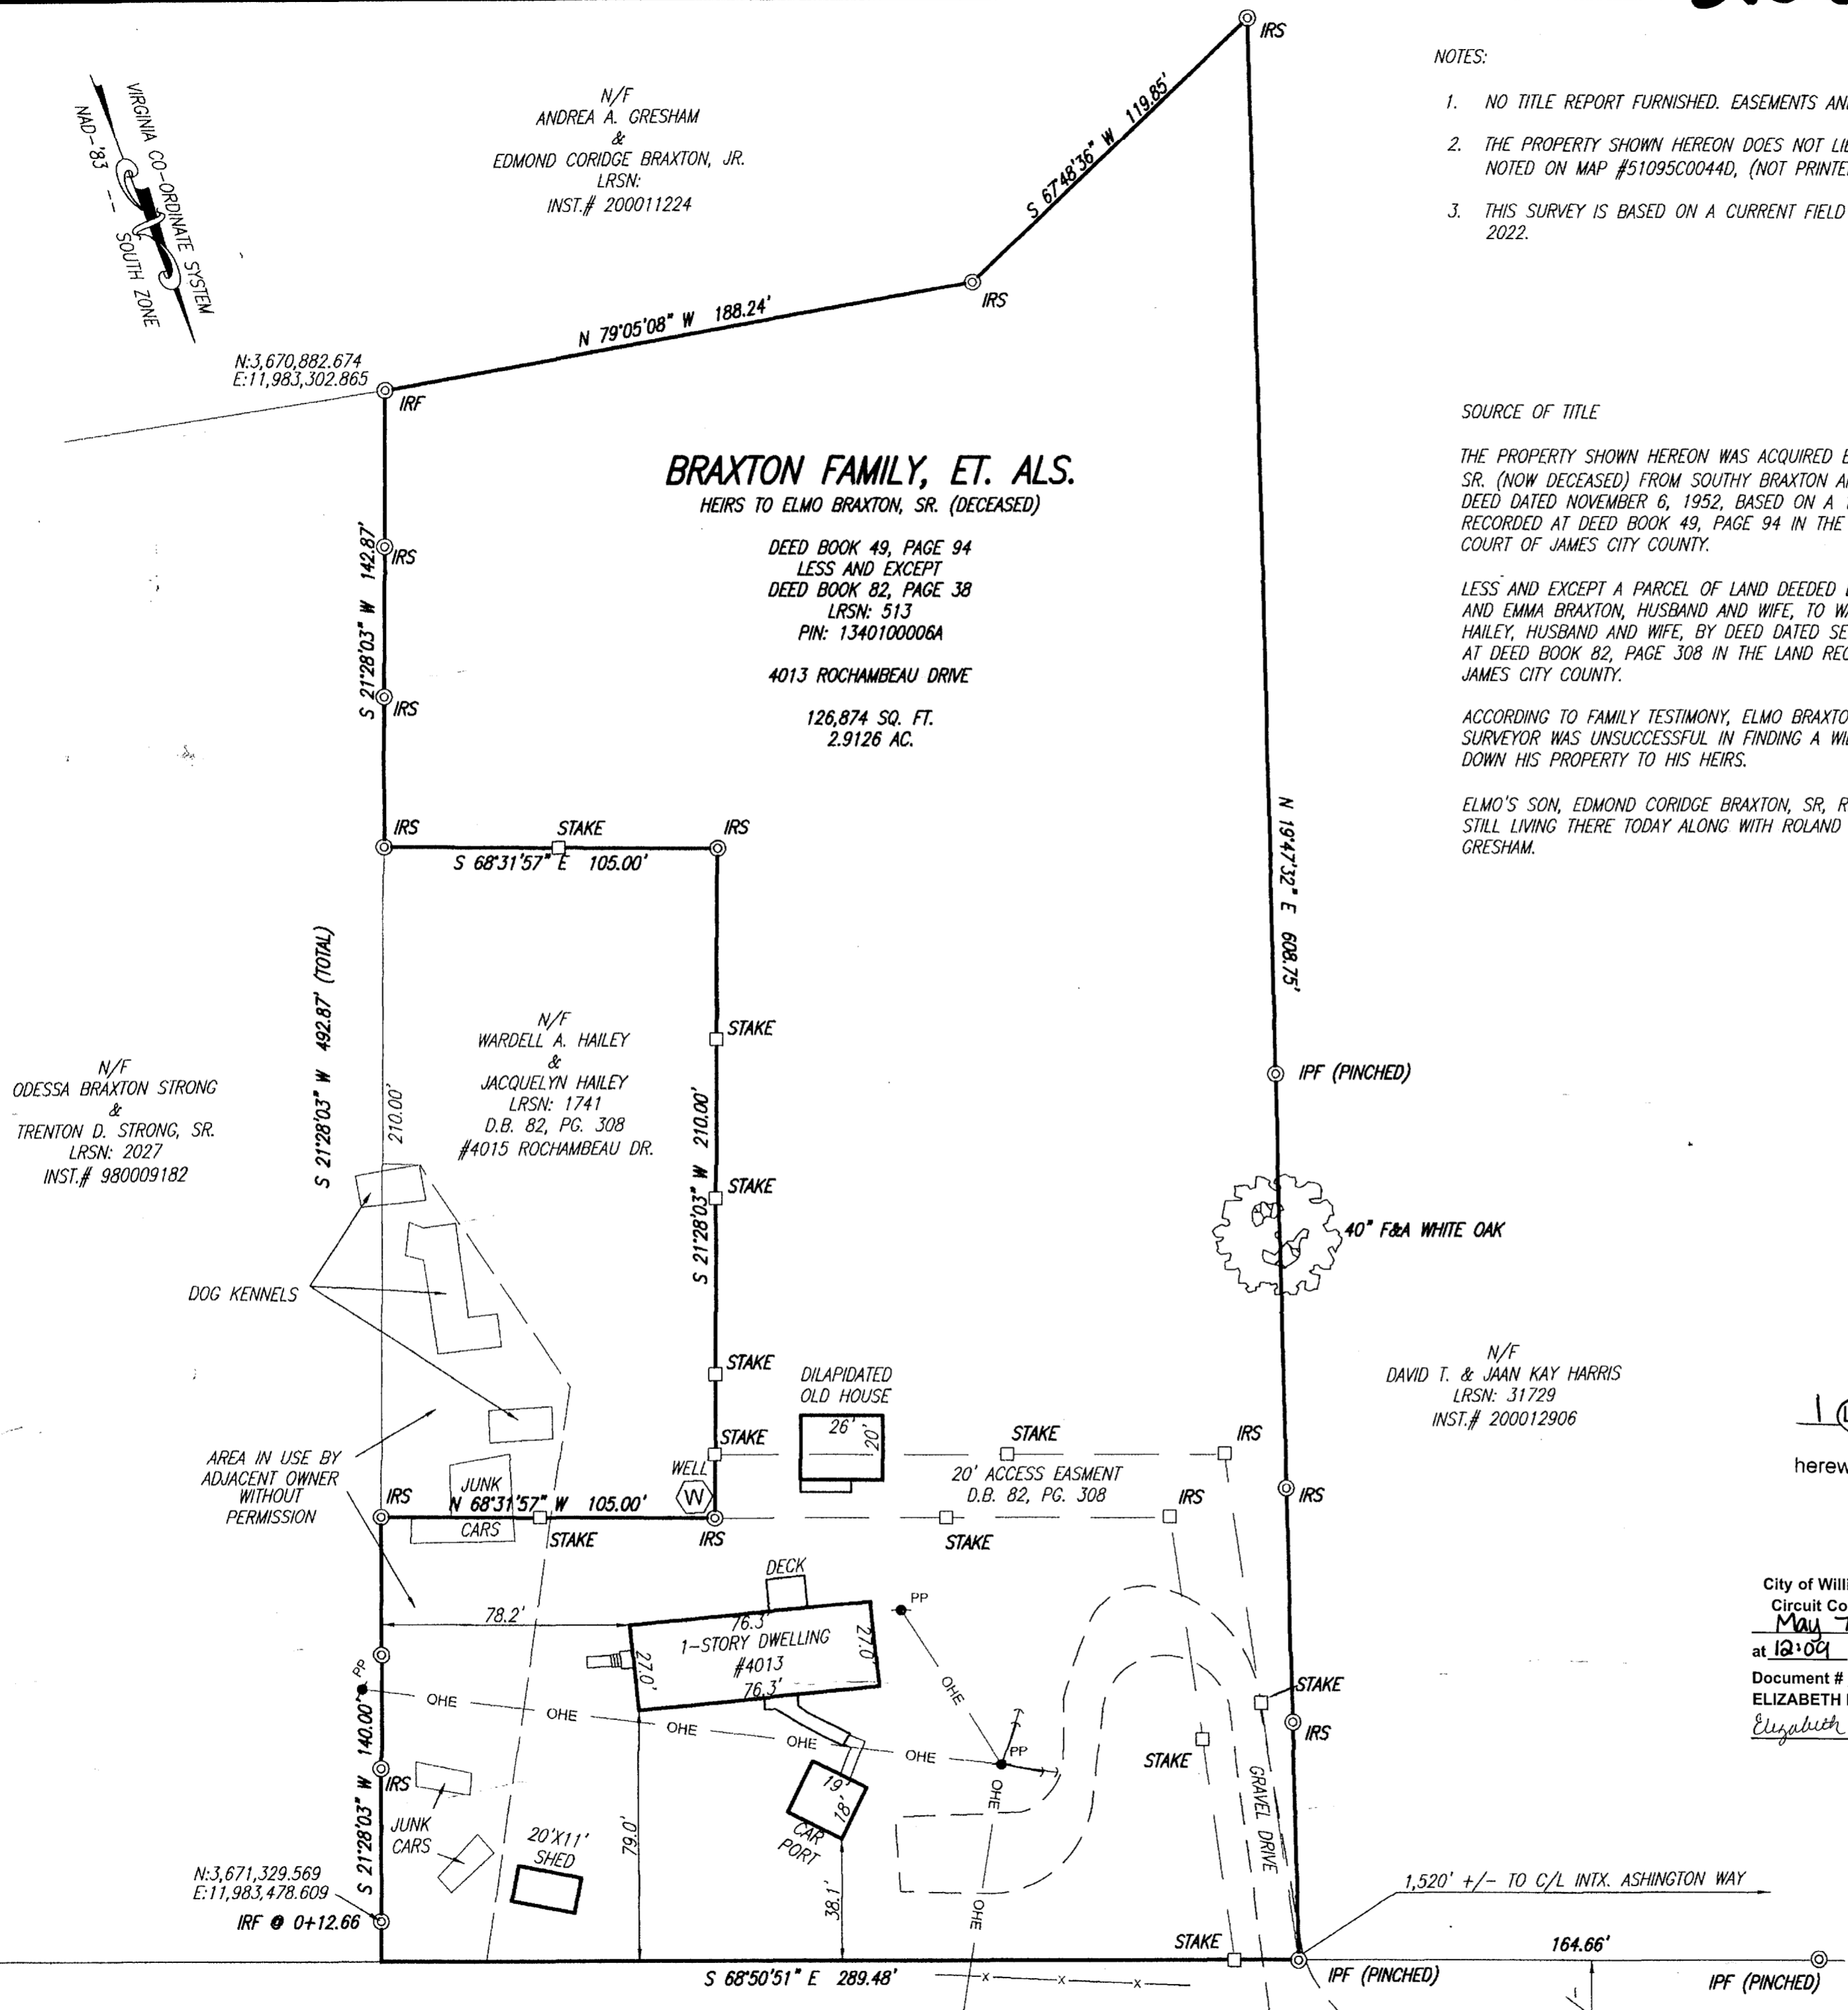 NOTES:
1. NO TITLE REPORT FURNISHED. EASEMENTS AN
2. THE PROPERTY SHOWN HEREON DOES NOT LIE
NOTED ON MAP #51095C0044D, (NOT PRINTE
3. THIS SURVEY IS BASED ON A CURRENT FIELD
2022.
VIRGINIA CO-ORDINATE SYSTEM
NAD-'83 -- SOUTH ZONE
N/F
ANDREA A. GRESHAM
&
EDMOND CORIDGE BRAXTON, JR.
LRSN:
INST.# 200011224
IRS
S 67°48'36" W 119.85'
IRS
N 79°05'08" W 188.24'
N:3,670,882.674
E:11,983,302.865
IRF
SOURCE OF TITLE
THE PROPERTY SHOWN HEREON WAS ACQUIRED
SR. (NOW DECEASED) FROM SOUTHY BRAXTON A
DEED DATED NOVEMBER 6, 1952, BASED ON A
RECORDED AT DEED BOOK 49, PAGE 94 IN THE
COURT OF JAMES CITY COUNTY.
LESS AND EXCEPT A PARCEL OF LAND DEEDED
AND EMMA BRAXTON, HUSBAND AND WIFE, TO WA
HAILEY, HUSBAND AND WIFE, BY DEED DATED SE
AT DEED BOOK 82, PAGE 308 IN THE LAND REC
JAMES CITY COUNTY.
ACCORDING TO FAMILY TESTIMONY, ELMO BRAXTO
SURVEYOR WAS UNSUCCESSFUL IN FINDING A WI
DOWN HIS PROPERTY TO HIS HEIRS.
ELMO'S SON, EDMOND CORIDGE BRAXTON, SR, R
STILL LIVING THERE TODAY ALONG WITH ROLAND
GRESHAM.
BRAXTON FAMILY, ET. ALS.
HEIRS TO ELMO BRAXTON, SR. (DECEASED)
DEED BOOK 49, PAGE 94
LESS AND EXCEPT
DEED BOOK 82, PAGE 38
LRSN: 513
PIN: 1340100006A
4013 ROCHAMBEAU DRIVE
126,874 SQ. FT.
2.9126 AC.
S 21°28'03" W 142.87'
IRS
IRS
IRS
STAKE
IRS
S 68°31'57" E 105.00'
N 19°47'32" E 608.75'
S 21°28'03" W 492.87' (TOTAL)
210.00'
N/F
WARDELL A. HAILEY
&
JACQUELYN HAILEY
LRSN: 1741
D.B. 82, PG. 308
#4015 ROCHAMBEAU DR.
S 21°28'03" W 210.00'
STAKE
STAKE
STAKE
STAKE
N/F
ODESSA BRAXTON STRONG
&
TRENTON D. STRONG, SR.
LRSN: 2027
INST.# 980009182
IPF (PINCHED)
40" F&A WHITE OAK
DOG KENNELS
N/F
DAVID T. & JAAN KAY HARRIS
LRSN: 31729
INST.# 200012906
DILAPIDATED
OLD HOUSE
26'
20'
STAKE
IRS
20' ACCESS EASMENT
D.B. 82, PG. 308
AREA IN USE BY
ADJACENT OWNER
WITHOUT
PERMISSION
WELL
W
JUNK
CARS
IRS
N 68°31'57" W 105.00'
STAKE
IRS
STAKE
IRS
IRS
herew
DECK
PP
78.2'
76.3'
1-STORY DWELLING
#4013
76.3'
27.0'
27.0'
City of Willi
Circuit Co
May 7
at 12:09
Document #
ELIZABETH
Elizabeth
PP
OHE
OHE
OHE
OHE
OHE
OHE
PP
OHE
OHE
STAKE
IRS
STAKE
S 21°28'03" W 140.00'
IRS
JUNK
CARS
20'X11'
SHED
79.0'
19'
18'
CAR
PORT
38.1'
GRAVEL DRIVE
N:3,671,329.569
E:11,983,478.609
IRF @ 0+12.66
1,520' +/- TO C/L INTX. ASHINGTON WAY
STAKE
164.66'
S 68°50'51" E 289.48'
x x x
IPF (PINCHED)
IPF (PINCHED)